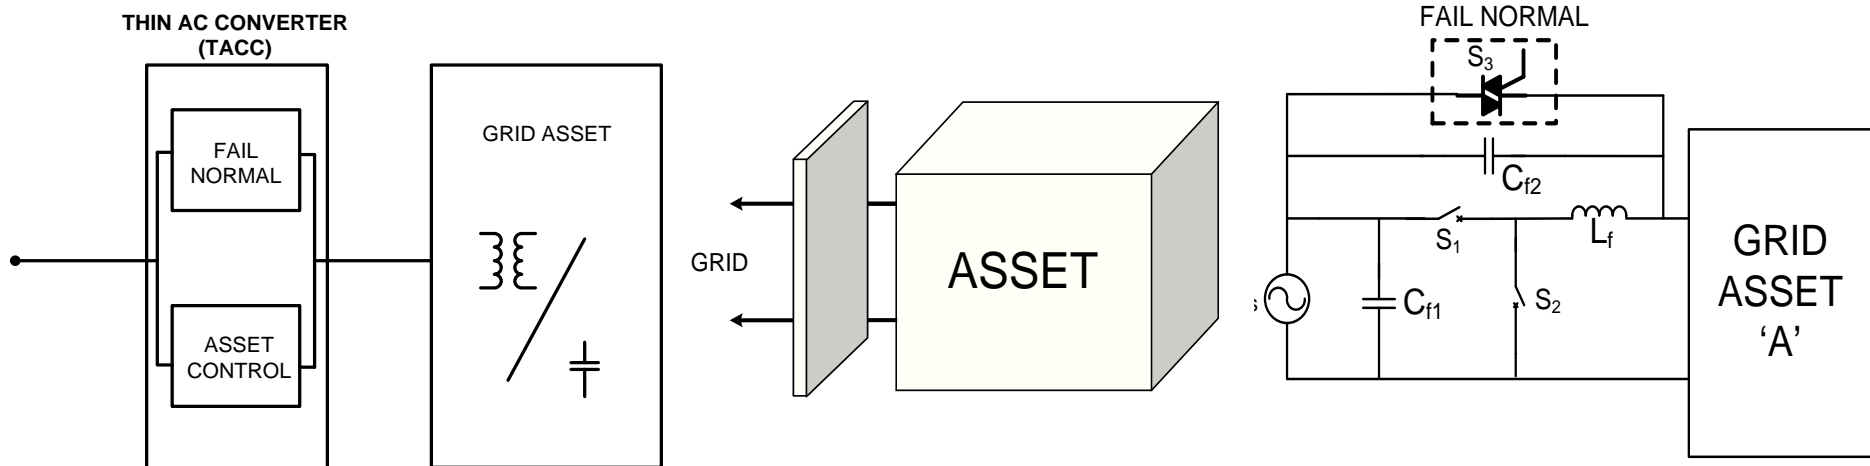 THIN AC CONVERTER
(TACC)
FAIL
NORMAL
ASSET
CONTROL
GRID ASSET
GRID
ASSET
FAIL NORMAL
S3
Cf2
S1
Lf
Cf1
S2
s
GRID
ASSET
‘A’